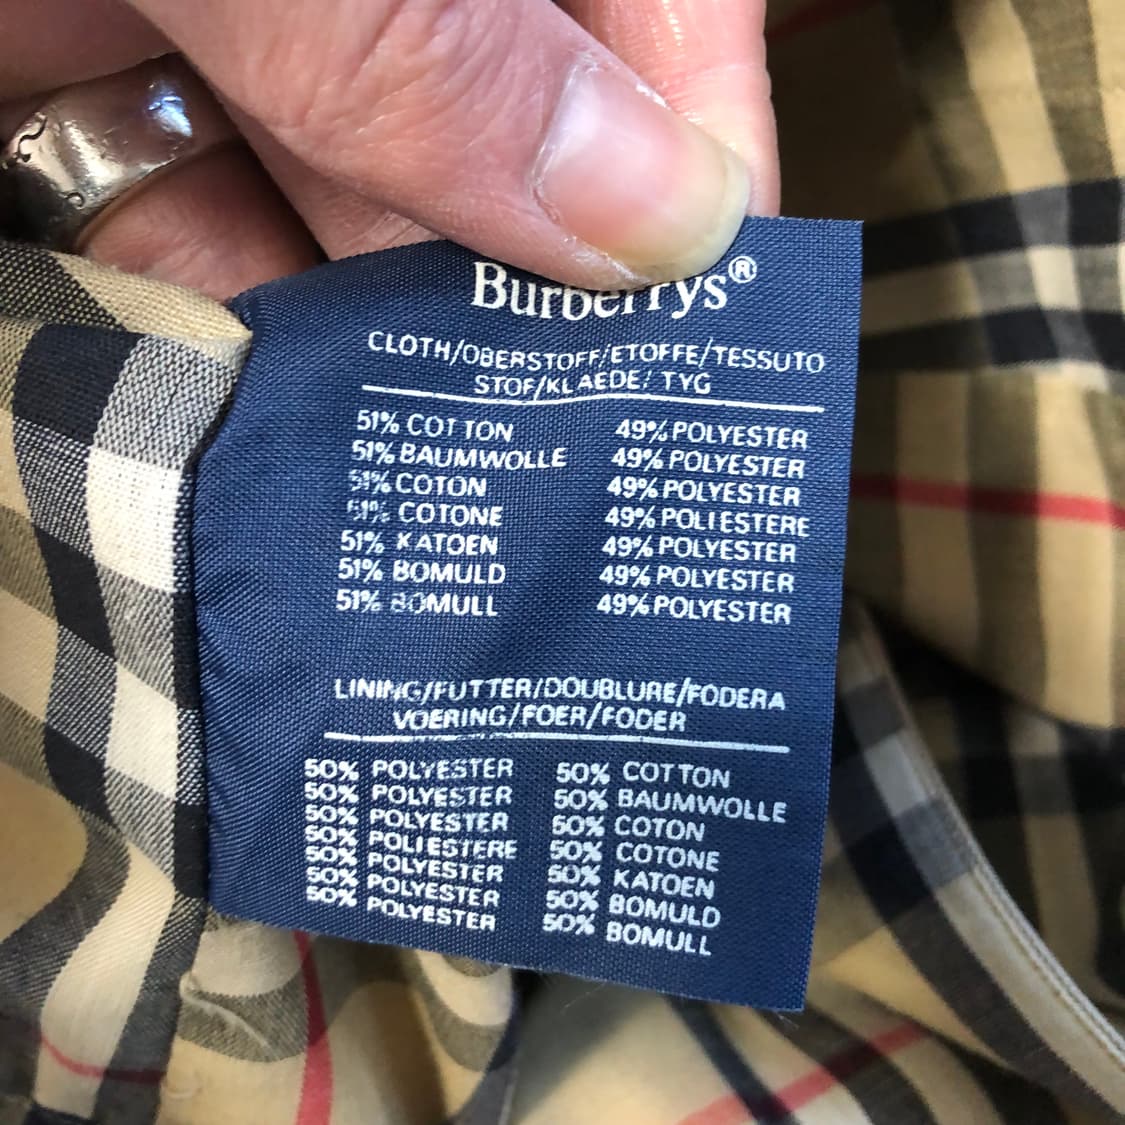 Burberrys®
CLOTH/OBERSTOFF/ETOFFE/TESSUTO
STOF/KLAEDE/ TYG
51% COTTON 49% POLYESTER
51% BAUMWOLLE 49% POLYESTER
51% COTON 49% POLYESTER
51% COTONE 49% POLIESTERE
51% KATOEN 49% POLYESTER
51% BOMULD 49% POLYESTER
51% BOMULL 49% POLYESTER
LINING/FUTTER/DOUBLURE/FODERA
VOERING/FOER/FODER
50% POLYESTER 50% COTTON
50% POLYESTER 50% BAUMWOLLE
50% POLYESTER 50% COTON
50% POLIESTERE 50% COTONE
50% POLYESTER 50% KATOEN
50% POLYESTER 50% BOMULD
50% POLYESTER 50% BOMULL